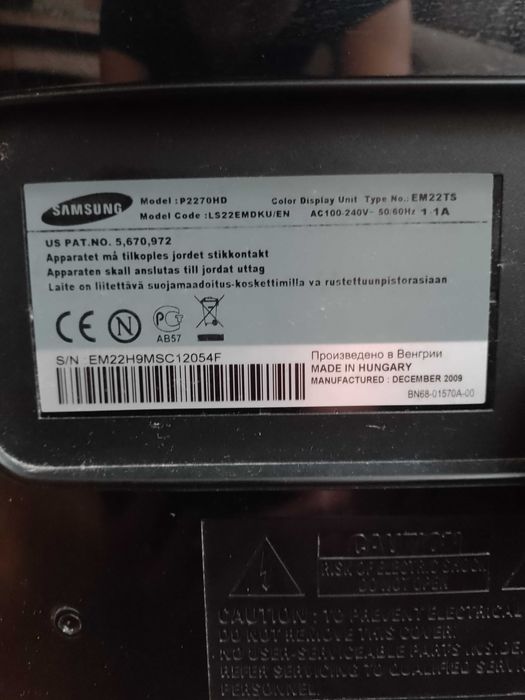 SAMSUNG
Model : P2270HD Color Display Unit Type No.: EM22TS
Model Code : LS22EMDKU/EN AC100-240V~ 50/60Hz 1.1A
US PAT.NO. 5,670,972
Apparatet må tilkoples jordet stikkontakt
Apparaten skall anslutas till jordat uttag
Laite on liitettävä suojamaadoitus-koskettimilla va rustettuunpistorasiaan
CE N PG
AB57
S/N : EM22H9MSC12054F
Произведено в Венгрии
MADE IN HUNGARY
MANUFACTURED : DECEMBER 2009
BN68-01570A-00
CAUTION
RISK OF ELECTRIC SHOCK
DO NOT OPEN
CAUTION : TO PREVENT ELECTRICAL
DO NOT REMOVE THIS COVER.
NO USER-SERVICEABLE PARTS INSIDE.
REFER SERVICING TO QUALIFIED SERV
PERSONNEL.